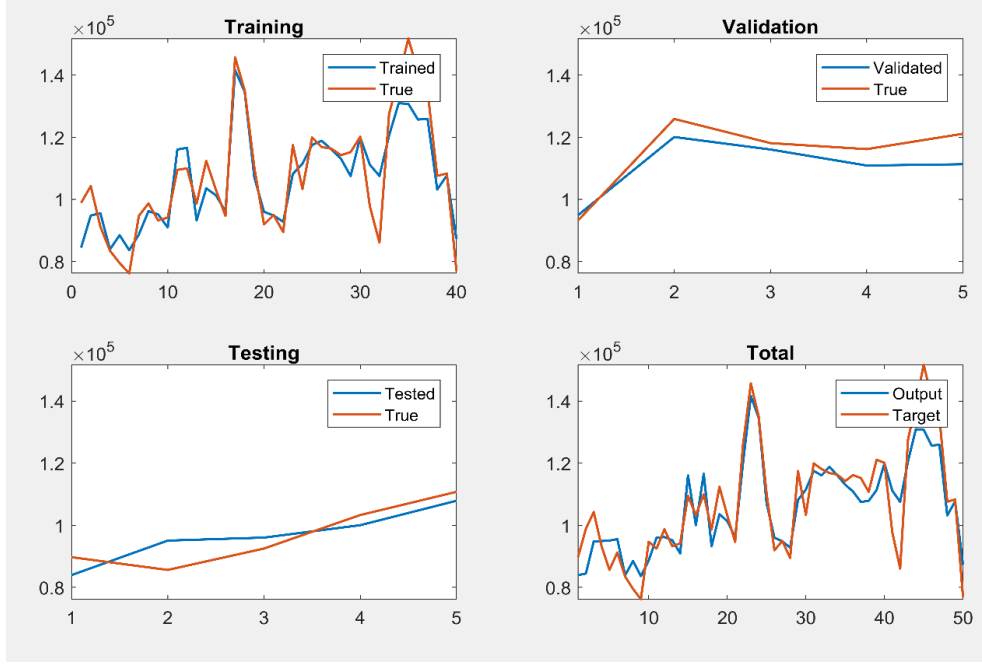 Training
×10^5
1.4
1.2
1
0.8
0 10 20 30 40
Trained
True
Validation
×10^5
1.4
1.2
1
0.8
1 2 3 4 5
Validated
True
Testing
×10^5
1.4
1.2
1
0.8
1 2 3 4 5
Tested
True
Total
×10^5
1.4
1.2
1
0.8
10 20 30 40 50
Output
Target